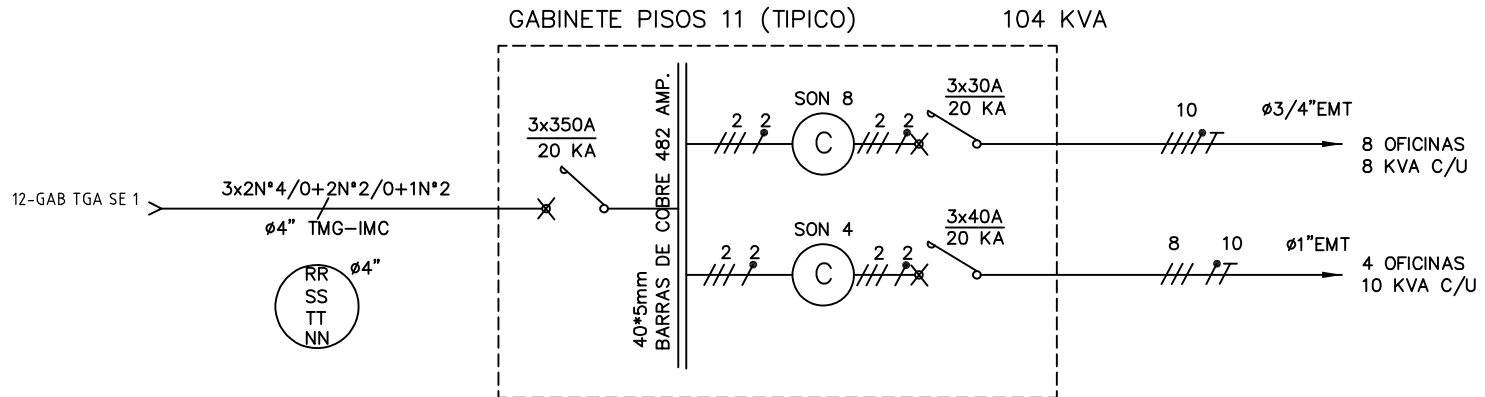 GABINETE PISOS 11 (TIPICO) 104 KVA
12-GAB TGA SE 1
3x2N°4/0+2N°2/0+1N°2
ø4" TMG-IMC
ø4"
RR
SS
TT
NN
3x350A
20 KA
40*5mm
BARRAS DE COBRE 482 AMP.
2 2
SON 8
C
2 2
3x30A
20 KA
10
ø3/4"EMT
8 OFICINAS
8 KVA C/U
2 2
SON 4
C
2 2
3x40A
20 KA
8 10
ø1"EMT
4 OFICINAS
10 KVA C/U